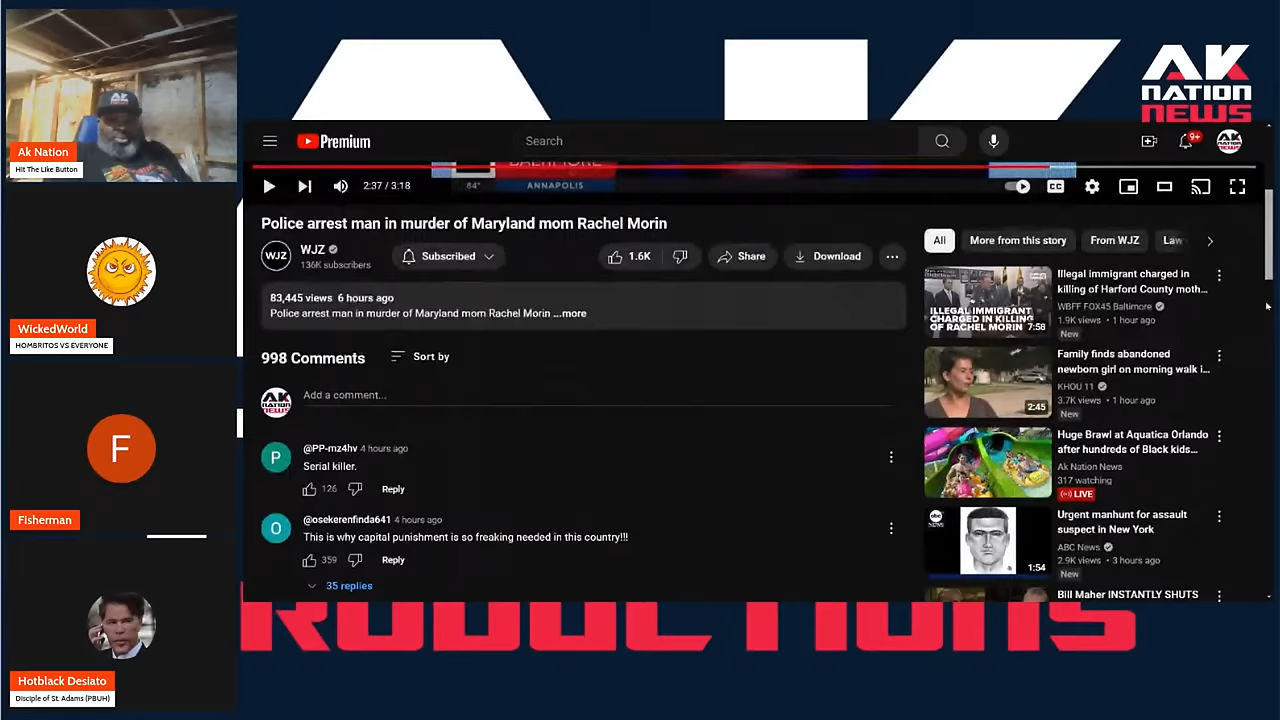 AK
NATION
NEWS
Ak Nation
Hit The Like Button
WickedWorld
HOMBRITOS VS EVERYONE
F
Fisherman
Hotblack Desiato
Disciple of St. Adams (PBUH)
Premium
Search
9+
BALTIMORE
84°
ANNAPOLIS
2:37 / 3:18
CC
Police arrest man in murder of Maryland mom Rachel Morin
WJZ
WJZ
136K subscribers
Subscribed
1.6K
Share
Download
83,445 views 6 hours ago
Police arrest man in murder of Maryland mom Rachel Morin ...more
998 Comments
Sort by
Add a comment...
P
@PP-mz4hv 4 hours ago
Serial killer.
126
Reply
O
@osekerenfinda641 4 hours ago
This is why capital punishment is so freaking needed in this country!!!
359
Reply
35 replies
All
More from this story
From WJZ
Law
ILLEGAL IMMIGRANT
CHARGED IN KILLING
OF RACHEL MORIN
7:58
Illegal immigrant charged in
killing of Harford County moth...
WBFF FOX45 Baltimore
1.9K views • 1 hour ago
New
2:45
Family finds abandoned
newborn girl on morning walk i...
KHOU 11
3.7K views • 1 hour ago
New
Huge Brawl at Aquatica Orlando
after hundreds of Black kids...
Ak Nation News
317 watching
LIVE
abc
NEWS
1:54
Urgent manhunt for assault
suspect in New York
ABC News
2.9K views • 3 hours ago
New
Bill Maher INSTANTLY SHUTS